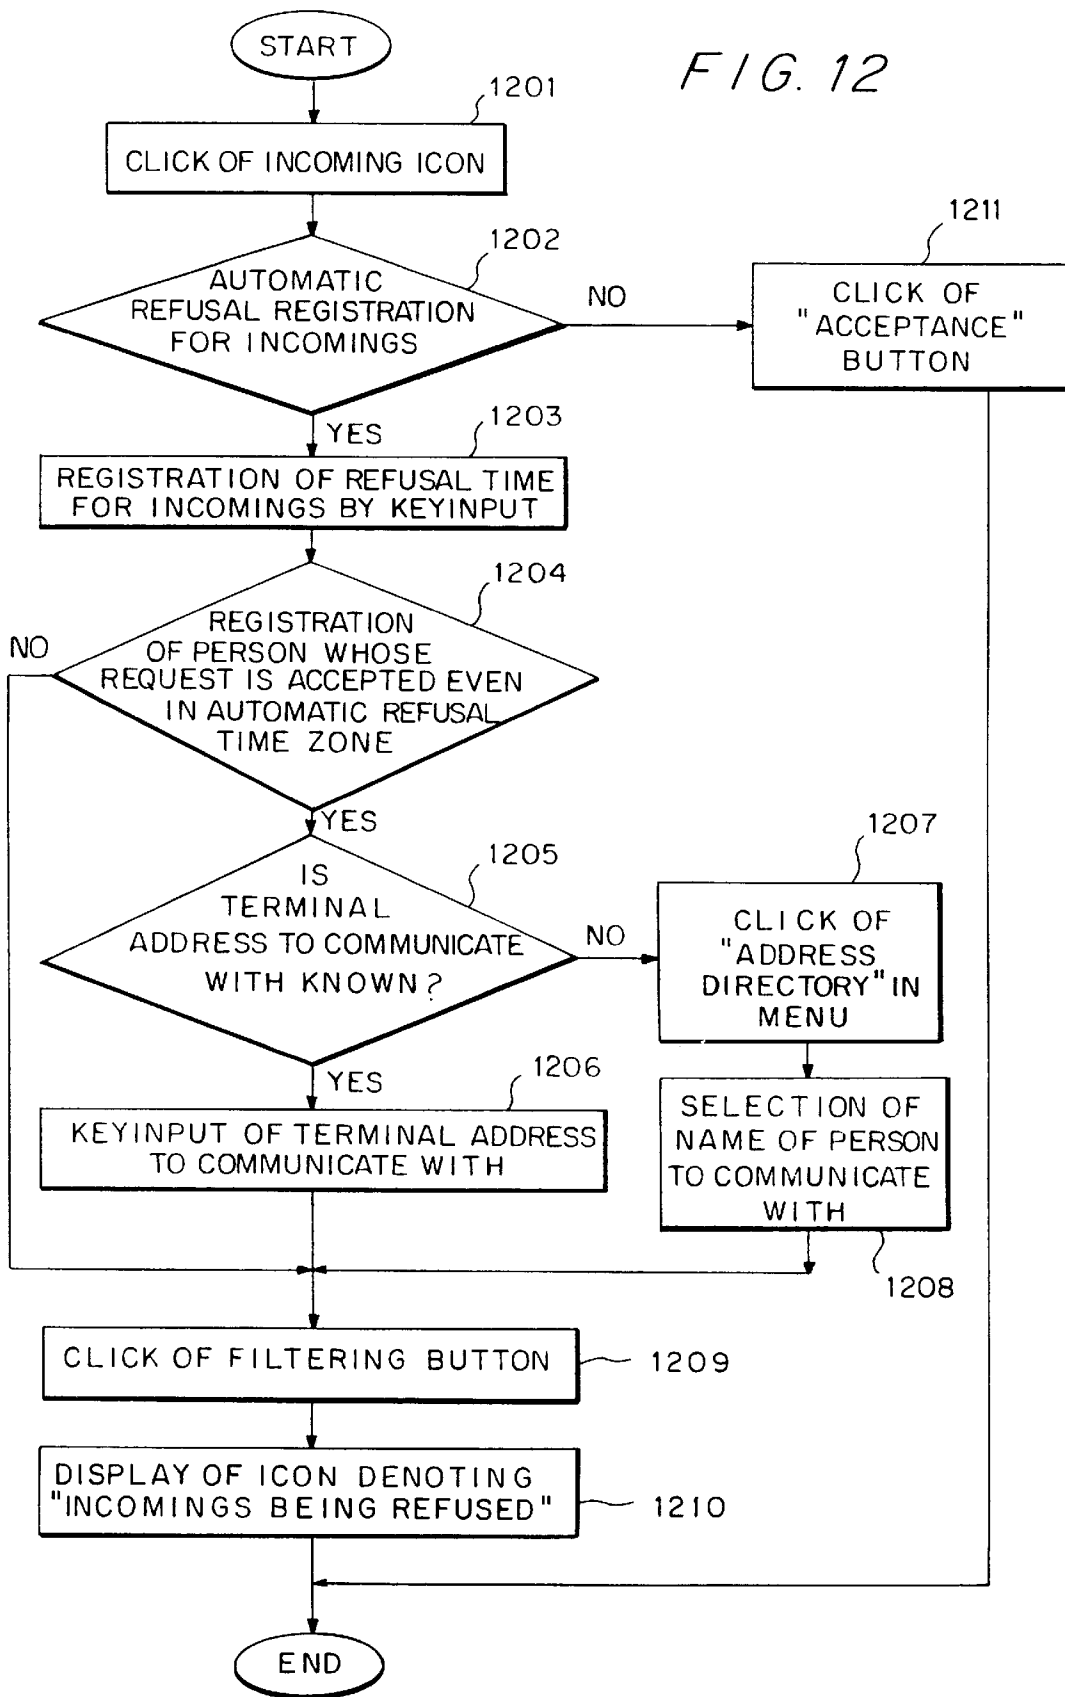 START
FIG. 12
1201
CLICK OF INCOMING ICON
1202
AUTOMATIC
REFUSAL REGISTRATION
FOR INCOMINGS
NO
1211
CLICK OF
"ACCEPTANCE"
BUTTON
YES
1203
REGISTRATION OF REFUSAL TIME
FOR INCOMINGS BY KEYINPUT
1204
REGISTRATION
OF PERSON WHOSE
REQUEST IS ACCEPTED EVEN
IN AUTOMATIC REFUSAL
TIME ZONE
NO
YES
1205
IS
TERMINAL
ADDRESS TO COMMUNICATE
WITH KNOWN?
NO
1207
CLICK OF
"ADDRESS
DIRECTORY" IN
MENU
YES
1206
KEYINPUT OF TERMINAL ADDRESS
TO COMMUNICATE WITH
SELECTION OF
NAME OF PERSON
TO COMMUNICATE
WITH
1208
CLICK OF FILTERING BUTTON
1209
DISPLAY OF ICON DENOTING
"INCOMINGS BEING REFUSED"
1210
END